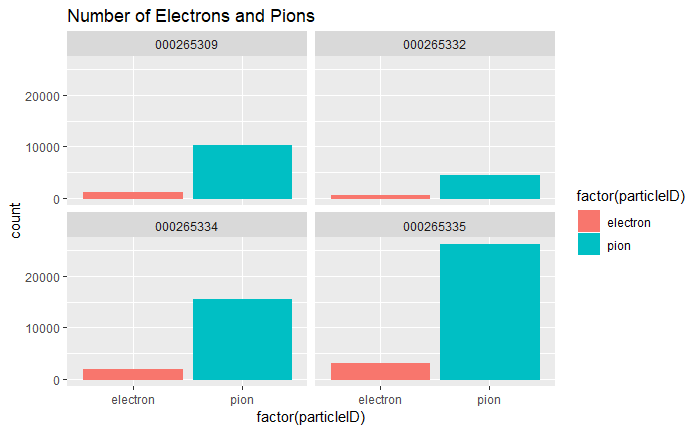 Number of Electrons and Pions
000265309
000265332
20000
10000
0
000265334
000265335
20000
10000
0
count
electron
pion
electron
pion
factor(particleID)
factor(particleID)
electron
pion